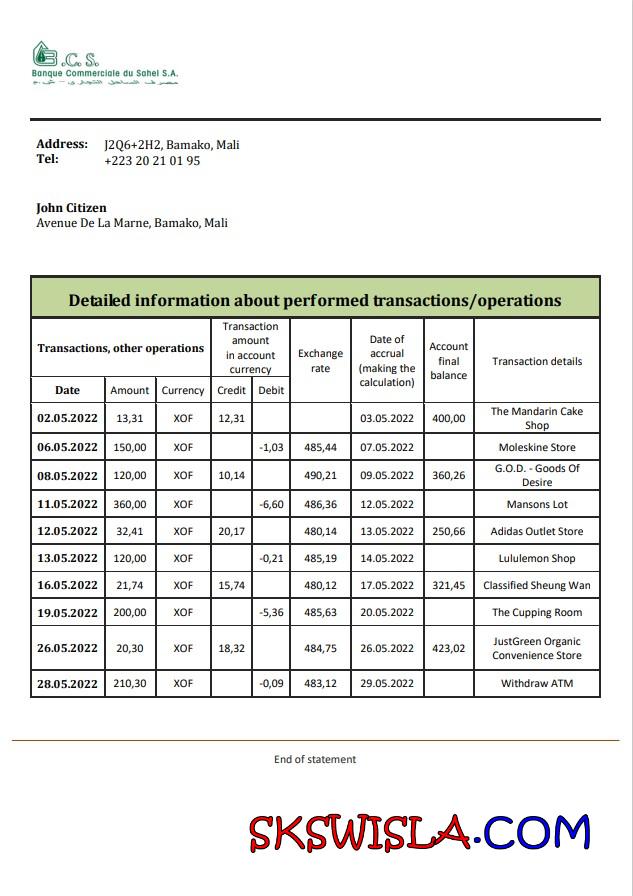 B.C.S.
Banque Commerciale du Sahel S.A.
Address: J2Q6+2H2, Bamako, Mali
Tel: +223 20 21 01 95
John Citizen
Avenue De La Marne, Bamako, Mali
Detailed information about performed transactions/operations
Transactions, other operations
Transaction
amount
in account
currency
Exchange
rate
Date of
accrual
(making the
calculation)
Account
final
balance
Transaction details
Date Amount Currency Credit Debit
02.05.2022 13,31 XOF 12,31 03.05.2022 400,00 The Mandarin Cake
Shop
06.05.2022 150,00 XOF -1,03 485,44 07.05.2022 Moleskine Store
08.05.2022 120,00 XOF 10,14 490,21 09.05.2022 360,26 G.O.D. - Goods Of
Desire
11.05.2022 360,00 XOF -6,60 486,36 12.05.2022 Mansons Lot
12.05.2022 32,41 XOF 20,17 480,14 13.05.2022 250,66 Adidas Outlet Store
13.05.2022 120,00 XOF -0,21 485,19 14.05.2022 Lululemon Shop
16.05.2022 21,74 XOF 15,74 480,12 17.05.2022 321,45 Classified Sheung Wan
19.05.2022 200,00 XOF -5,36 485,63 20.05.2022 The Cupping Room
26.05.2022 20,30 XOF 18,32 484,75 26.05.2022 423,02 JustGreen Organic
Convenience Store
28.05.2022 210,30 XOF -0,09 483,12 29.05.2022 Withdraw ATM
End of statement
SKSWISLA.COM